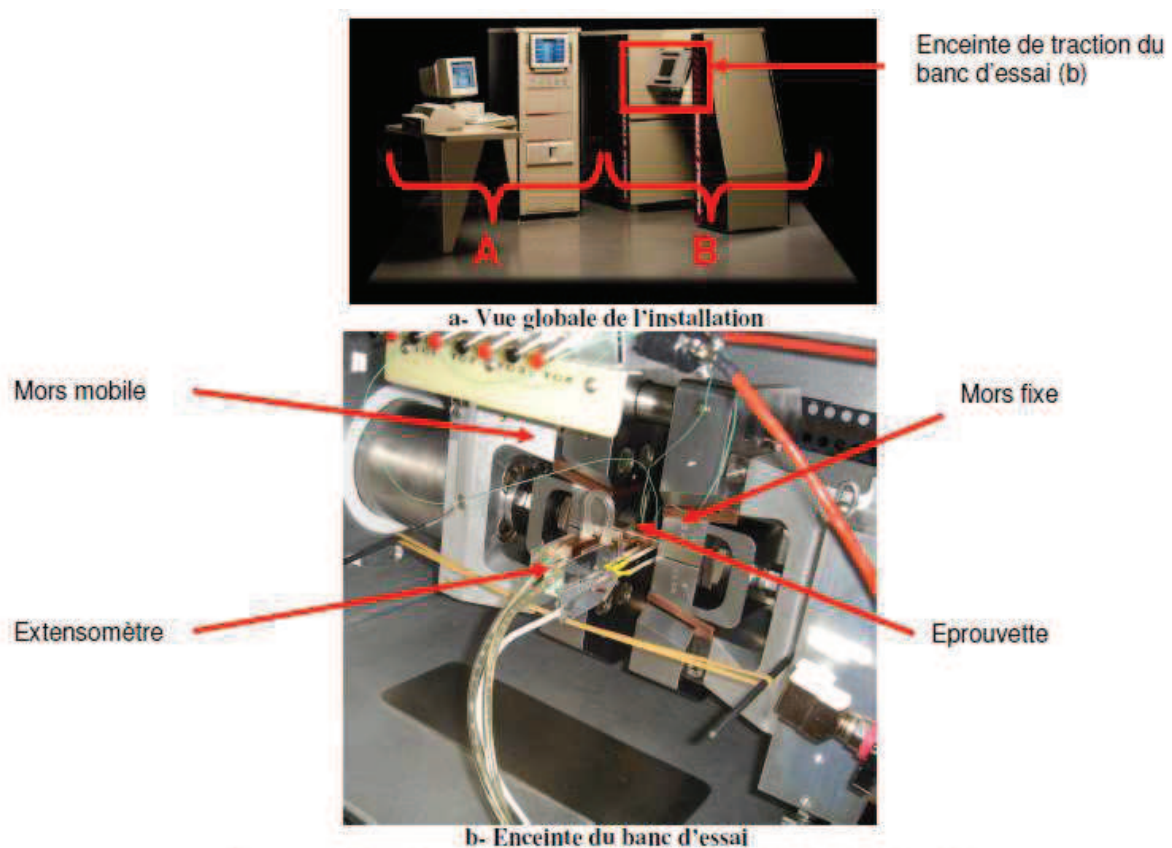 Enceinte de traction du
banc d'essai (b)
A
B
a- Vue globale de l'installation
Mors mobile
Mors fixe
Extensomètre
Eprouvette
b- Enceinte du banc d'essai